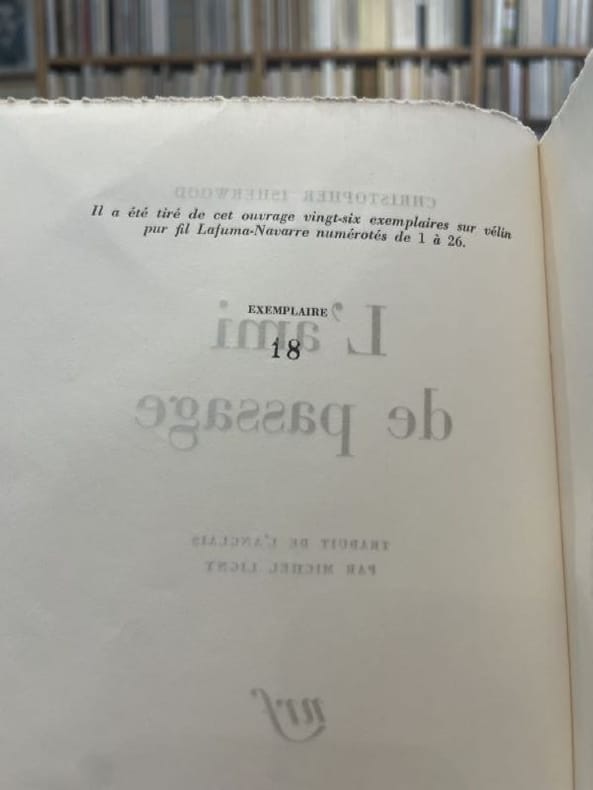 CHRISTOPHER ISHERWOOD
Il a été tiré de cet ouvrage vingt-six exemplaires sur vélin
pur fil Lafuma-Navarre numérotés de 1 à 26.
EXEMPLAIRE
L'ami
18
de passage
TRADUIT DE L'ANGLAIS
PAR MICHEL LIGNY
nrf